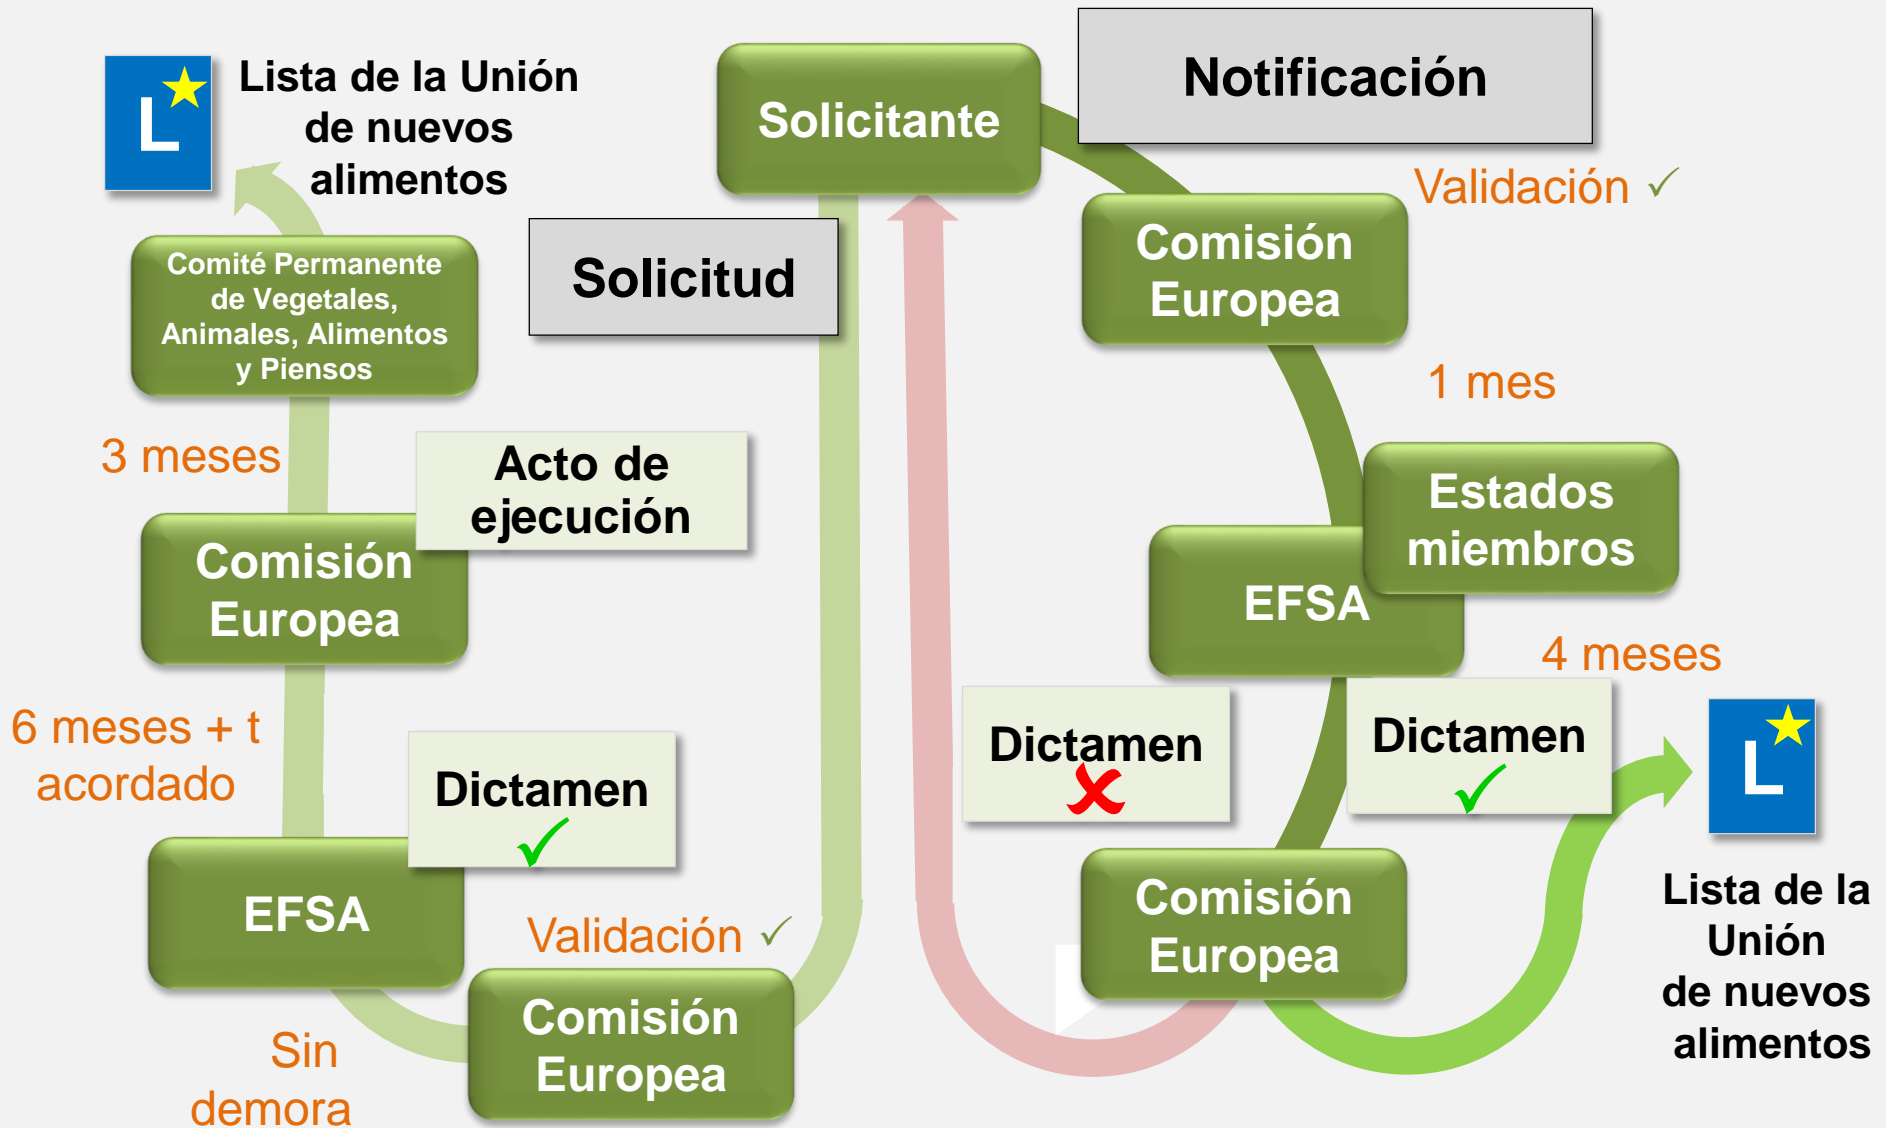 L
Lista de la Unión
de nuevos
alimentos
Comité Permanente
de Vegetales,
Animales, Alimentos
y Piensos
3 meses
Acto de
ejecución
Comisión
Europea
6 meses + t
acordado
Dictamen
EFSA
Sin
demora
Validación ✓
Comisión
Europea
Solicitud
Solicitante
Notificación
Validación ✓
Comisión
Europea
1 mes
Estados
miembros
EFSA
4 meses
Dictamen
Dictamen
Comisión
Europea
L
Lista de la
Unión
de nuevos
alimentos